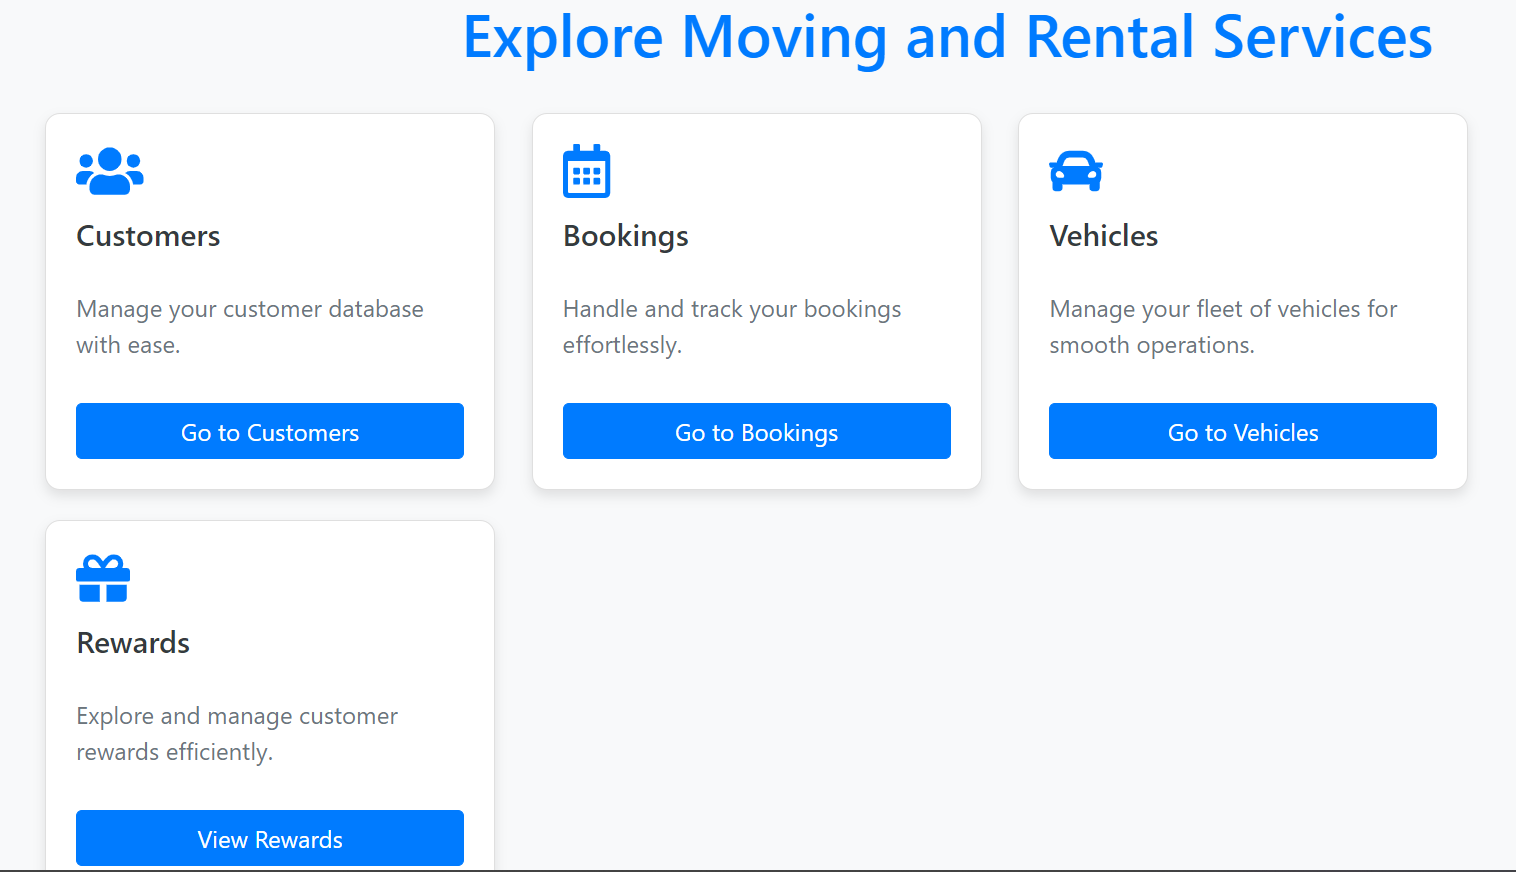 Explore Moving and Rental Services
Customers
Manage your customer database
with ease.
Go to Customers
Bookings
Handle and track your bookings
effortlessly.
Go to Bookings
Vehicles
Manage your fleet of vehicles for
smooth operations.
Go to Vehicles
Rewards
Explore and manage customer
rewards efficiently.
View Rewards